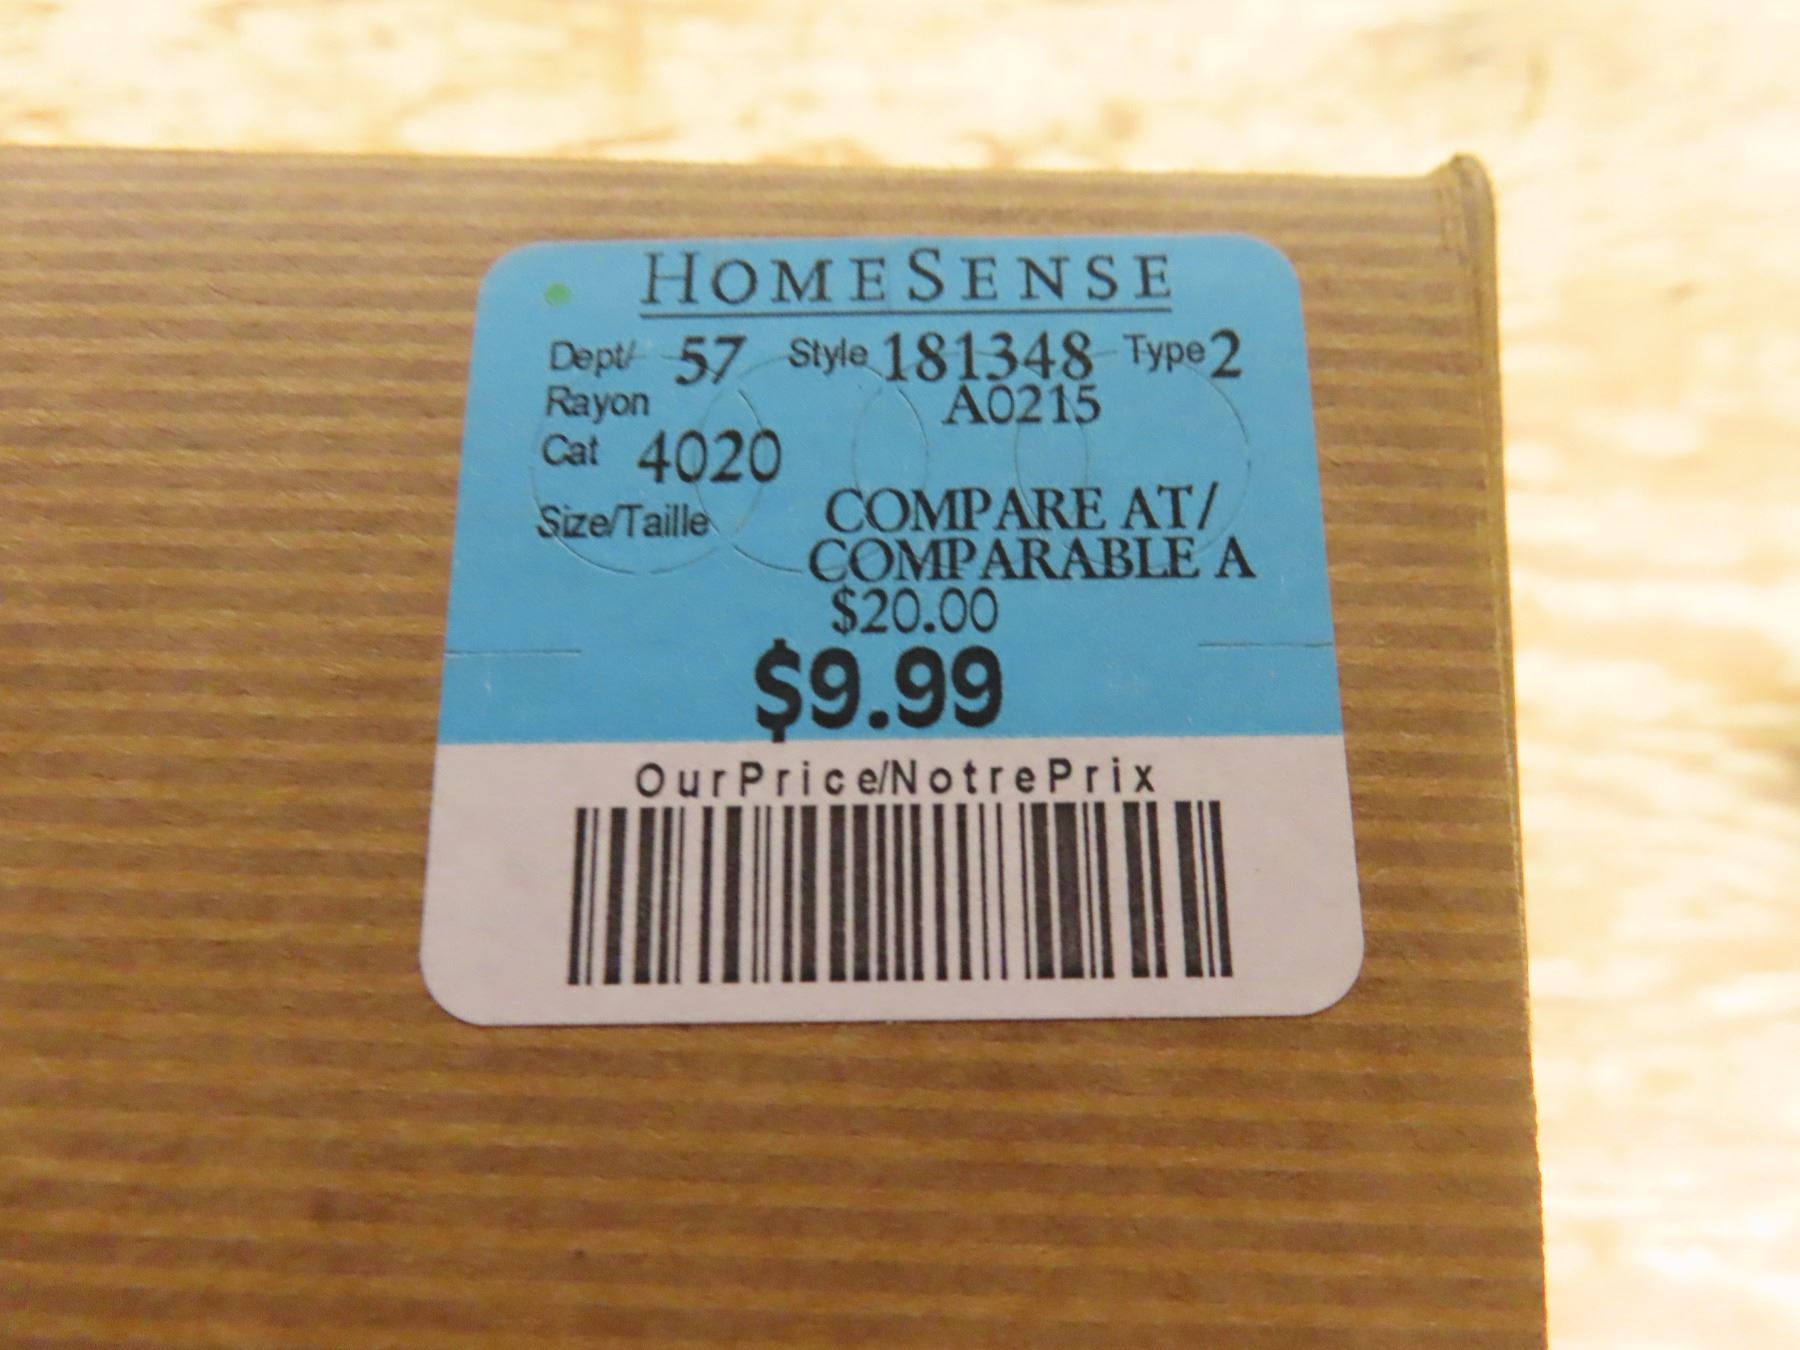 HOMESENSE
Dept/ 57 Style 181348 Type 2
Rayon A0215
Cat 4020
Size/Taille COMPARE AT/
COMPARABLE A
$20.00
$9.99
OurPrice/NotrePrix